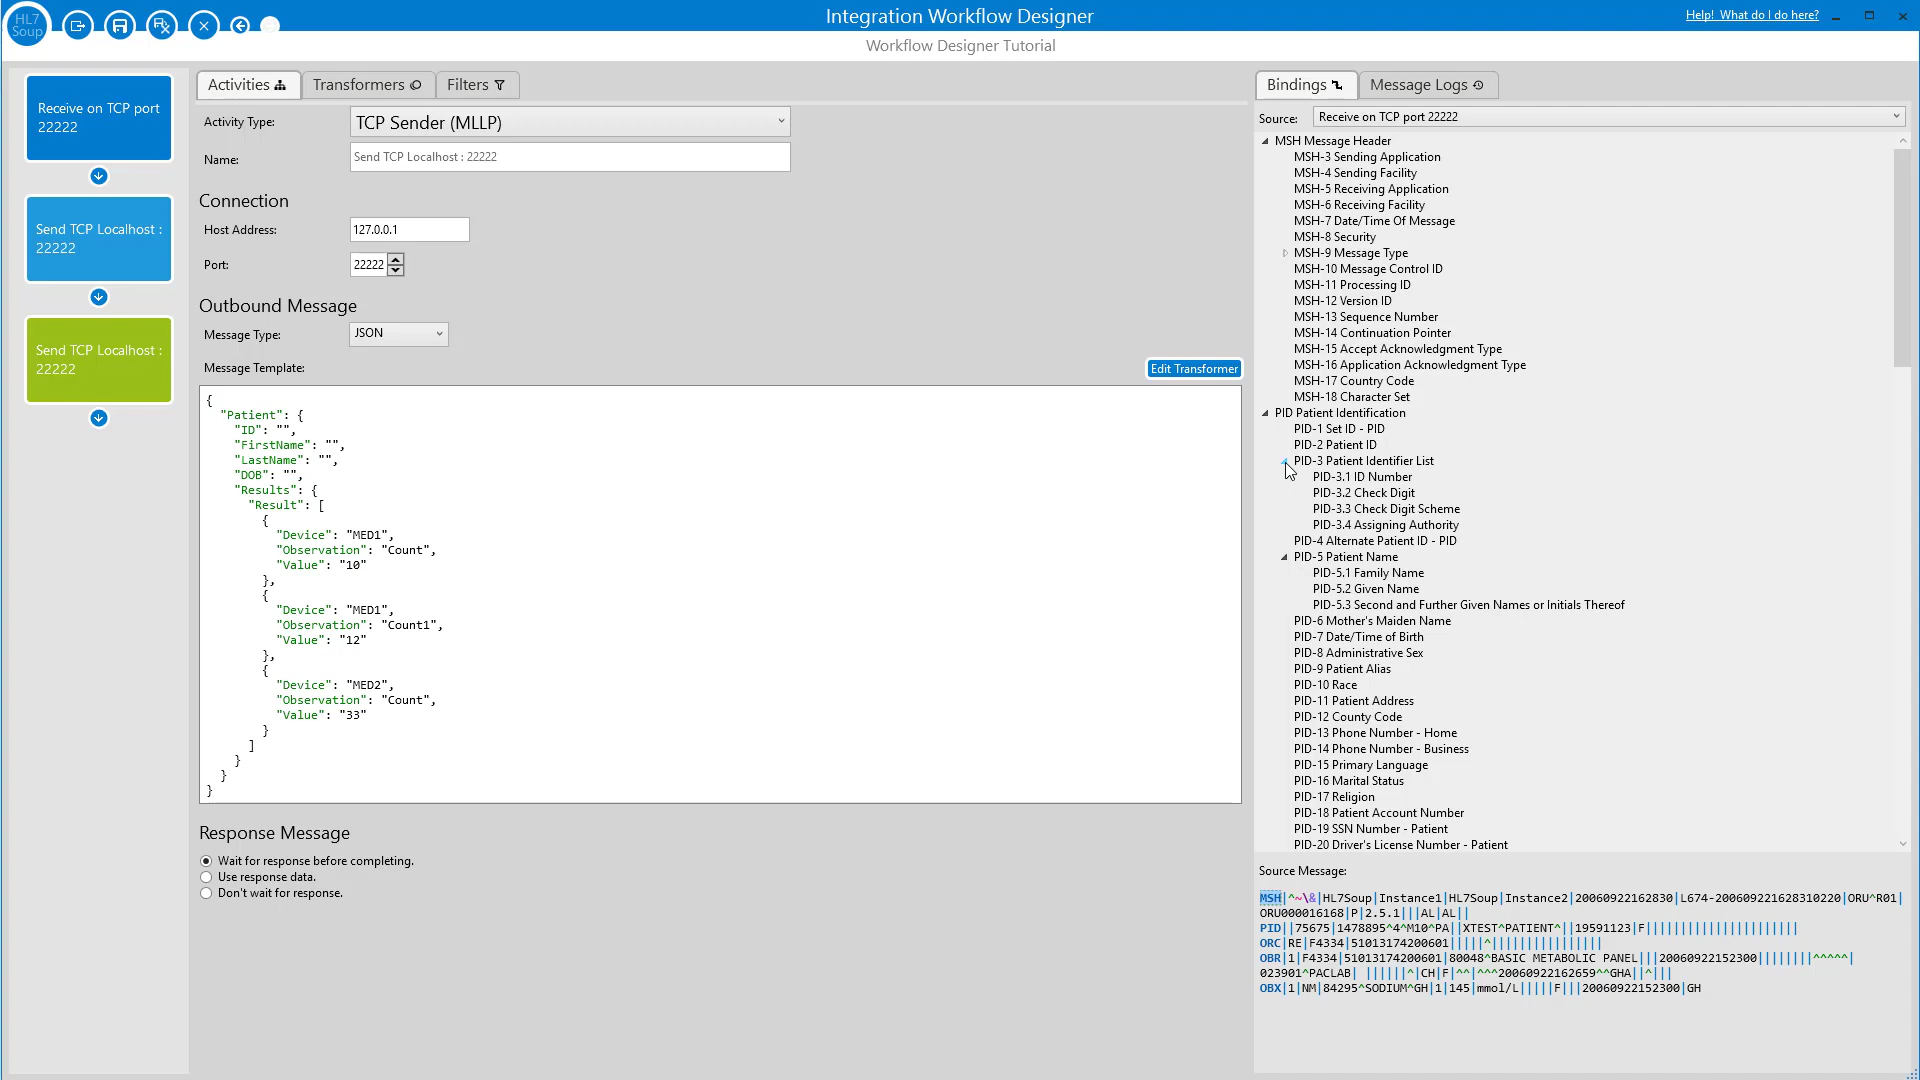 HL7
Soup
Integration Workflow Designer
Help! What do I do here?
Workflow Designer Tutorial
Receive on TCP port
22222
Send TCP Localhost :
22222
Send TCP Localhost :
22222
Activities
Transformers
Filters
Activity Type:
TCP Sender (MLLP)
Name:
Send TCP Localhost : 22222
Connection
Host Address:
127.0.0.1
Port:
22222
Outbound Message
Message Type:
JSON
Message Template:
Edit Transformer
{
"Patient": {
"ID": "",
"FirstName": "",
"LastName": "",
"DOB": "",
"Results": {
"Result": [
{
"Device": "MED1",
"Observation": "Count",
"Value": "10"
},
{
"Device": "MED1",
"Observation": "Count1",
"Value": "12"
},
{
"Device": "MED2",
"Observation": "Count",
"Value": "33"
}
]
}
}
}
Response Message
Wait for response before completing.
Use response data.
Don't wait for response.
Bindings
Message Logs
Source:
Receive on TCP port 22222
MSH Message Header
MSH-3 Sending Application
MSH-4 Sending Facility
MSH-5 Receiving Application
MSH-6 Receiving Facility
MSH-7 Date/Time Of Message
MSH-8 Security
MSH-9 Message Type
MSH-10 Message Control ID
MSH-11 Processing ID
MSH-12 Version ID
MSH-13 Sequence Number
MSH-14 Continuation Pointer
MSH-15 Accept Acknowledgment Type
MSH-16 Application Acknowledgment Type
MSH-17 Country Code
MSH-18 Character Set
PID Patient Identification
PID-1 Set ID - PID
PID-2 Patient ID
PID-3 Patient Identifier List
PID-3.1 ID Number
PID-3.2 Check Digit
PID-3.3 Check Digit Scheme
PID-3.4 Assigning Authority
PID-4 Alternate Patient ID - PID
PID-5 Patient Name
PID-5.1 Family Name
PID-5.2 Given Name
PID-5.3 Second and Further Given Names or Initials Thereof
PID-6 Mother's Maiden Name
PID-7 Date/Time of Birth
PID-8 Administrative Sex
PID-9 Patient Alias
PID-10 Race
PID-11 Patient Address
PID-12 County Code
PID-13 Phone Number - Home
PID-14 Phone Number - Business
PID-15 Primary Language
PID-16 Marital Status
PID-17 Religion
PID-18 Patient Account Number
PID-19 SSN Number - Patient
PID-20 Driver's License Number - Patient
Source Message:
MSH|^~\&|HL7Soup|Instance1|HL7Soup|Instance2|20060922162830|L674-200609221628310220|ORU^R01|
ORU000016168|P|2.5.1|||AL|AL||
PID||75675|1478895^4^M10^PA||XTEST^PATIENT^||19591123|F||||||||||||||||||||||
ORC|RE|F4334|51013174200601|||||^||||||||||||||||
OBR|1|F4334|51013174200601|80048^BASIC METABOLIC PANEL|||20060922152300||||||||^^^^^|
023901^PACLAB| ||||||^|CH|F|^^|^^^20060922162659^^GHA||^|||
OBX|1|NM|84295^SODIUM^GH|1|145|mmol/L|||||F|||20060922152300|GH